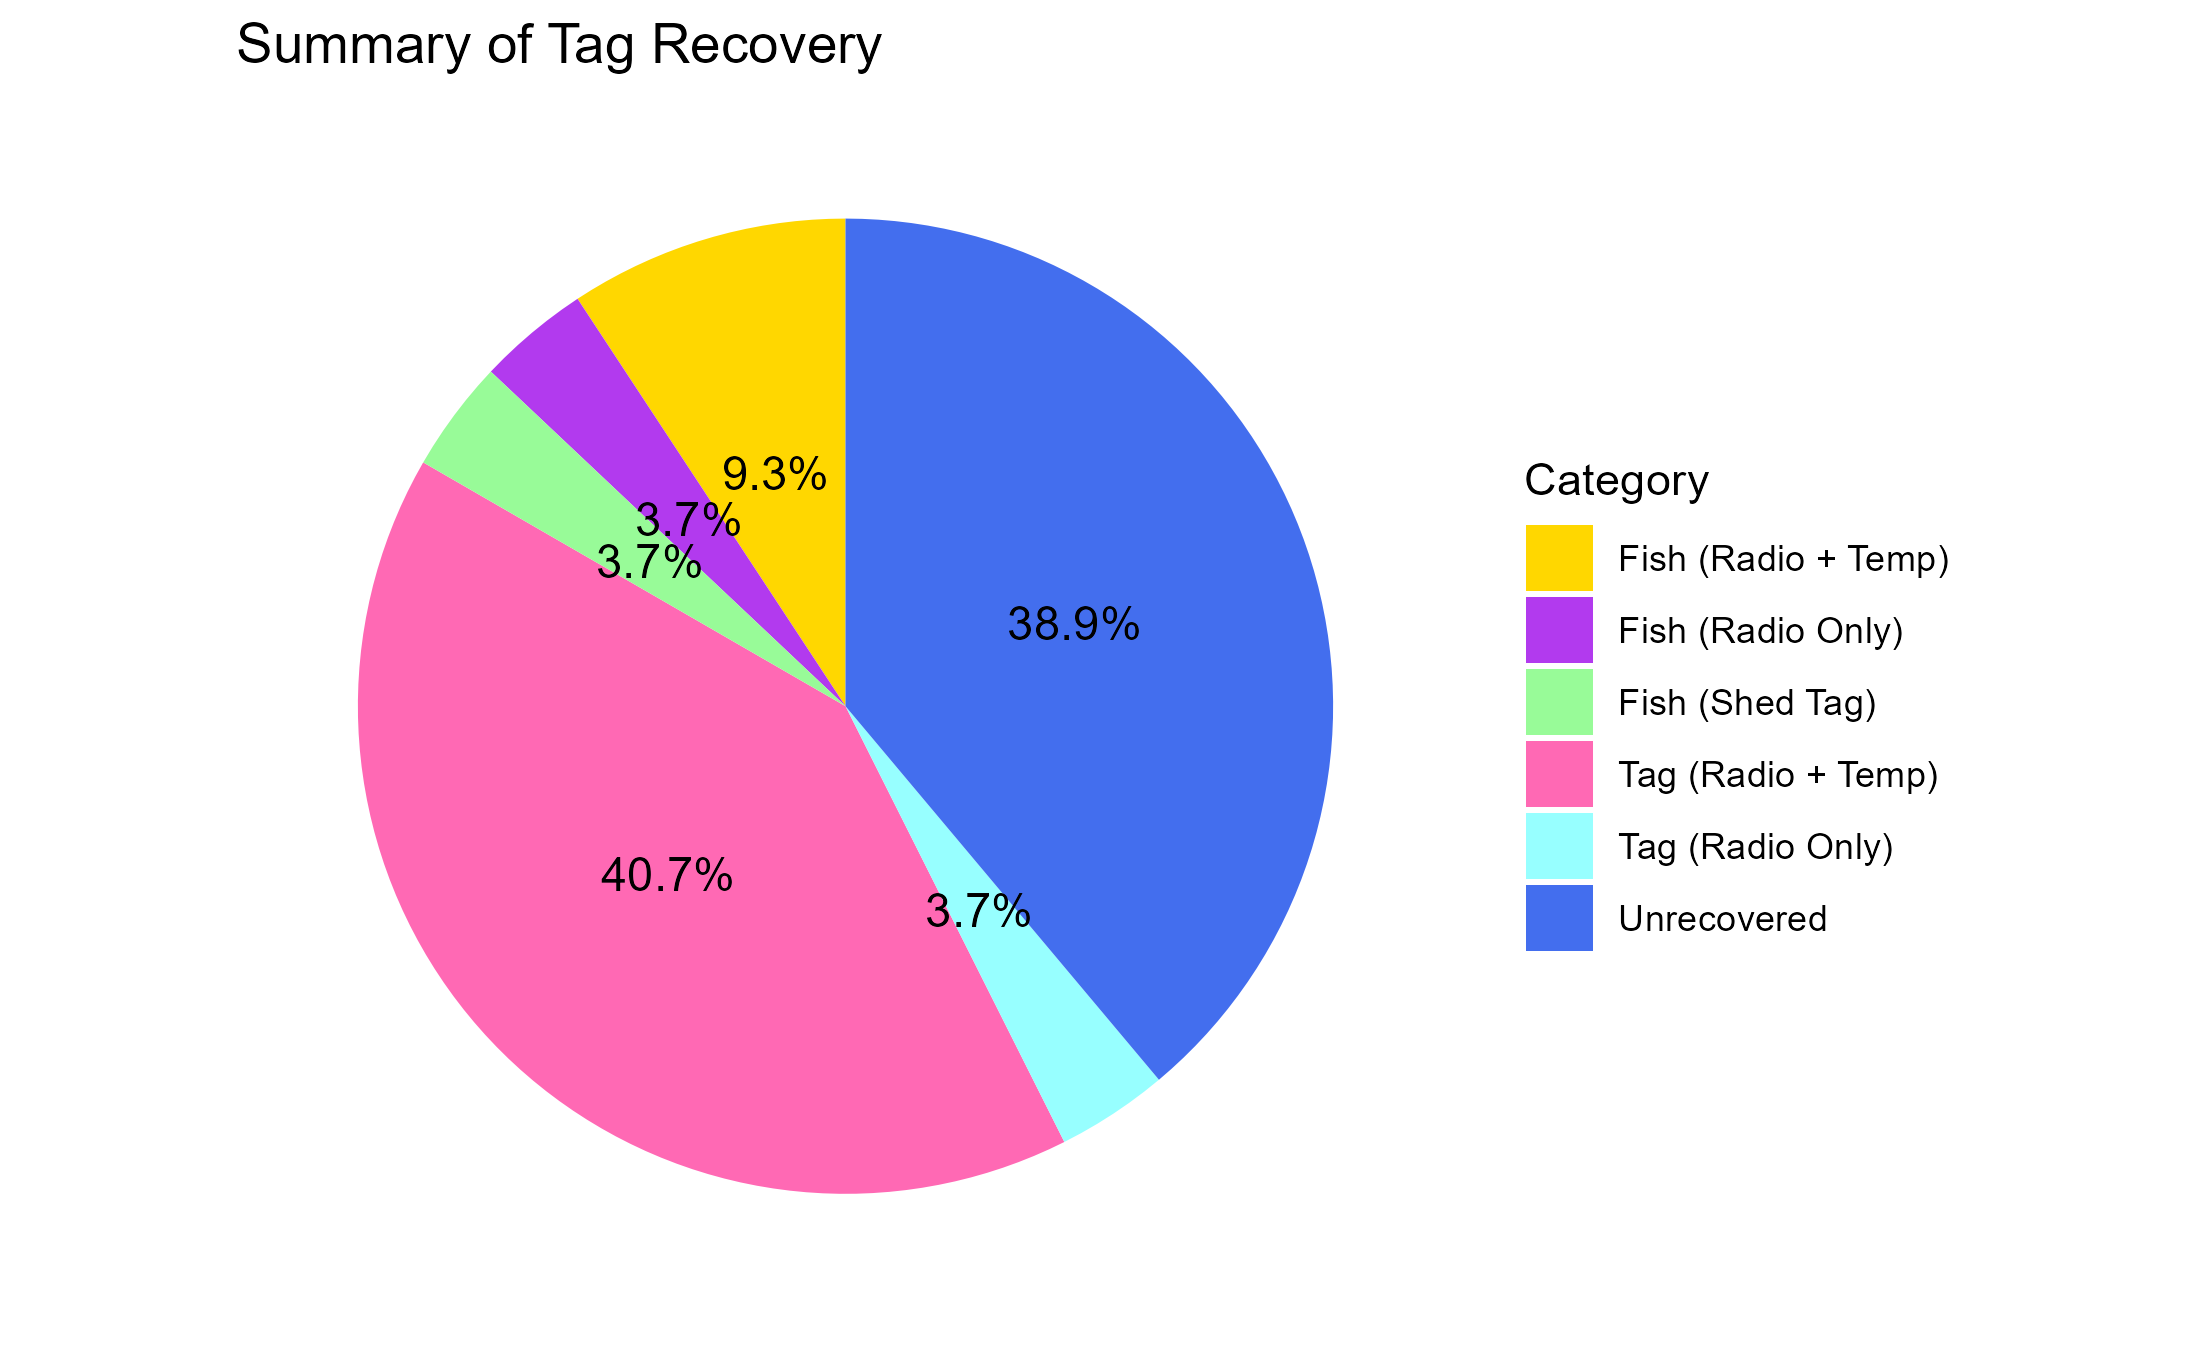 Summary of Tag Recovery
9.3%
3.7%
3.7%
38.9%
40.7%
3.7%
Category
Fish (Radio + Temp)
Fish (Radio Only)
Fish (Shed Tag)
Tag (Radio + Temp)
Tag (Radio Only)
Unrecovered